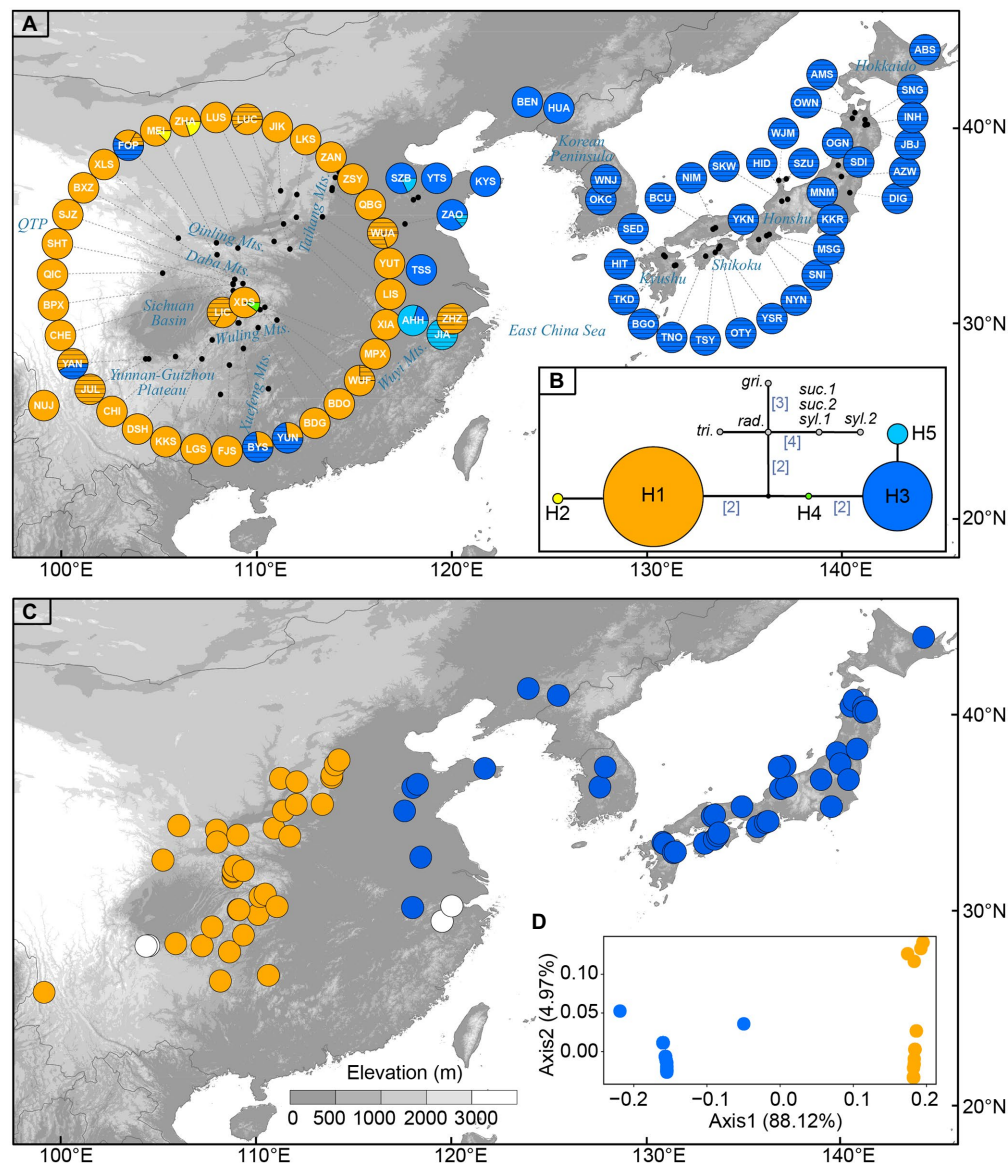 A
ABS
AMS
Hokkaido
SNG
OWN
INH
BEN
HUA
Korean
Peninsula
WJM
OGN
JBJ
40°N
LUS
LUC
JIK
ZHA
MEL
LKS
FOP
ZAN
XLS
ZSY
BXZ
QBG
SJZ
WUA
SHT
YUT
QIC
LIS
BPX
XIA
CHE
MPX
YAN
WUF
JUL
BDO
NUJ
CHI
BDG
DSH
YUN
KKS
BYS
LGS
FJS
SZB
YTS
KYS
ZAO
TSS
AHH
ZHZ
JIA
LIC
XDS
QTP
Qinling Mts.
Daba Mts.
Taihang Mts.
Sichuan
Basin
Wuling Mts.
Yunnan-Guizhou
Plateau
Xuefeng Mts.
Wuyi Mts.
WNJ
OKC
SKW
HID
SZU
SDI
NIM
AZW
BCU
MNM
DIG
SED
YKN
Honshu
KKR
HIT
Kyushu
Shikoku
MSG
TKD
SNI
BGO
NYN
TNO
TSY
OTY
YSR
East China Sea
30°N
20°N
B
gri.
suc.1
suc.2
[3]
tri.
rad.
syl.1
syl.2
[4]
[2]
H5
H1
H3
H2
[2]
H4
[2]
100°E
110°E
120°E
130°E
140°E
C
40°N
30°N
D
0.10
0.05
0.00
Axis2 (4.97%)
−0.2
−0.1
0.0
0.1
0.2
Axis1 (88.12%)
Elevation (m)
0
500
1000
2000
3000
20°N
100°E
110°E
120°E
130°E
140°E